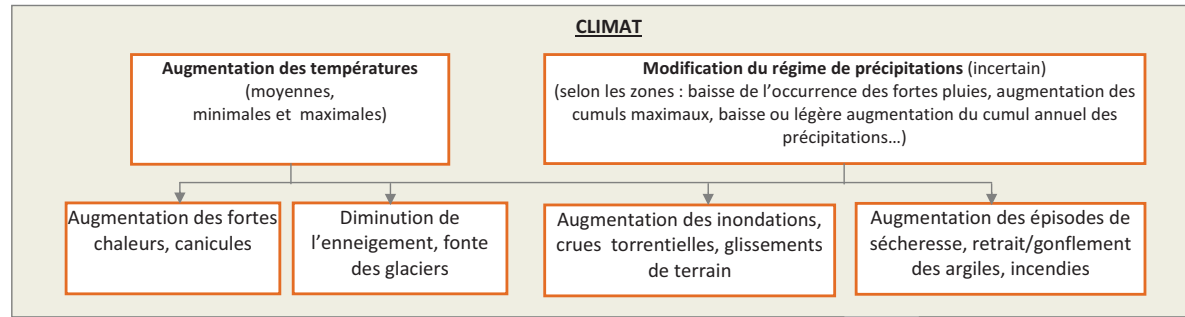 CLIMAT
Augmentation des températures
(moyennes,
minimales et maximales)
Modification du régime de précipitations (incertain)
(selon les zones : baisse de l'occurrence des fortes pluies, augmentation des
cumuls maximaux, baisse ou légère augmentation du cumul annuel des
précipitations…)
Augmentation des fortes
chaleurs, canicules
Diminution de
l'enneigement, fonte
des glaciers
Augmentation des inondations,
crues torrentielles, glissements
de terrain
Augmentation des épisodes de
sécheresse, retrait/gonflement
des argiles, incendies